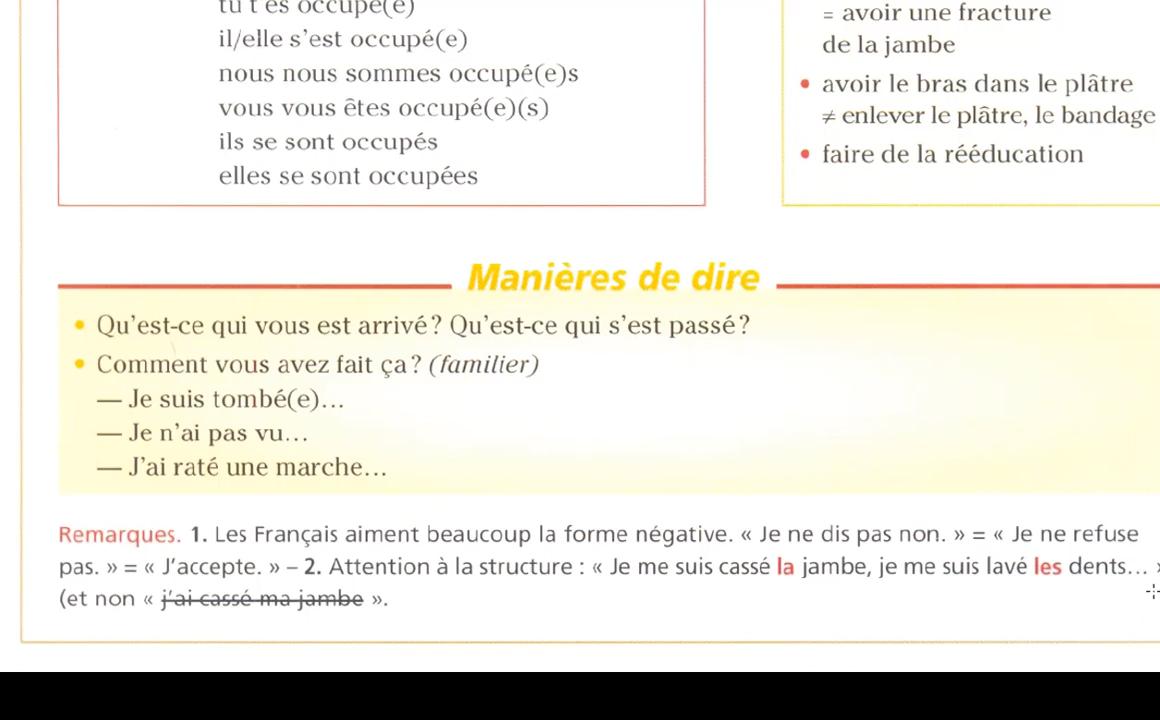 tu t'es occupé(e)
il/elle s'est occupé(e)
nous nous sommes occupé(e)s
vous vous êtes occupé(e)(s)
ils se sont occupés
elles se sont occupées
= avoir une fracture
de la jambe
• avoir le bras dans le plâtre
≠ enlever le plâtre, le bandage
• faire de la rééducation
Manières de dire
• Qu'est-ce qui vous est arrivé ? Qu'est-ce qui s'est passé ?
• Comment vous avez fait ça ? (familier)
— Je suis tombé(e)...
— Je n'ai pas vu...
— J'ai raté une marche...
Remarques. 1. Les Français aiment beaucoup la forme négative. « Je ne dis pas non. » = « Je ne refuse
pas. » = « J'accepte. » – 2. Attention à la structure : « Je me suis cassé la jambe, je me suis lavé les dents... »
(et non « j'ai cassé ma jambe ».